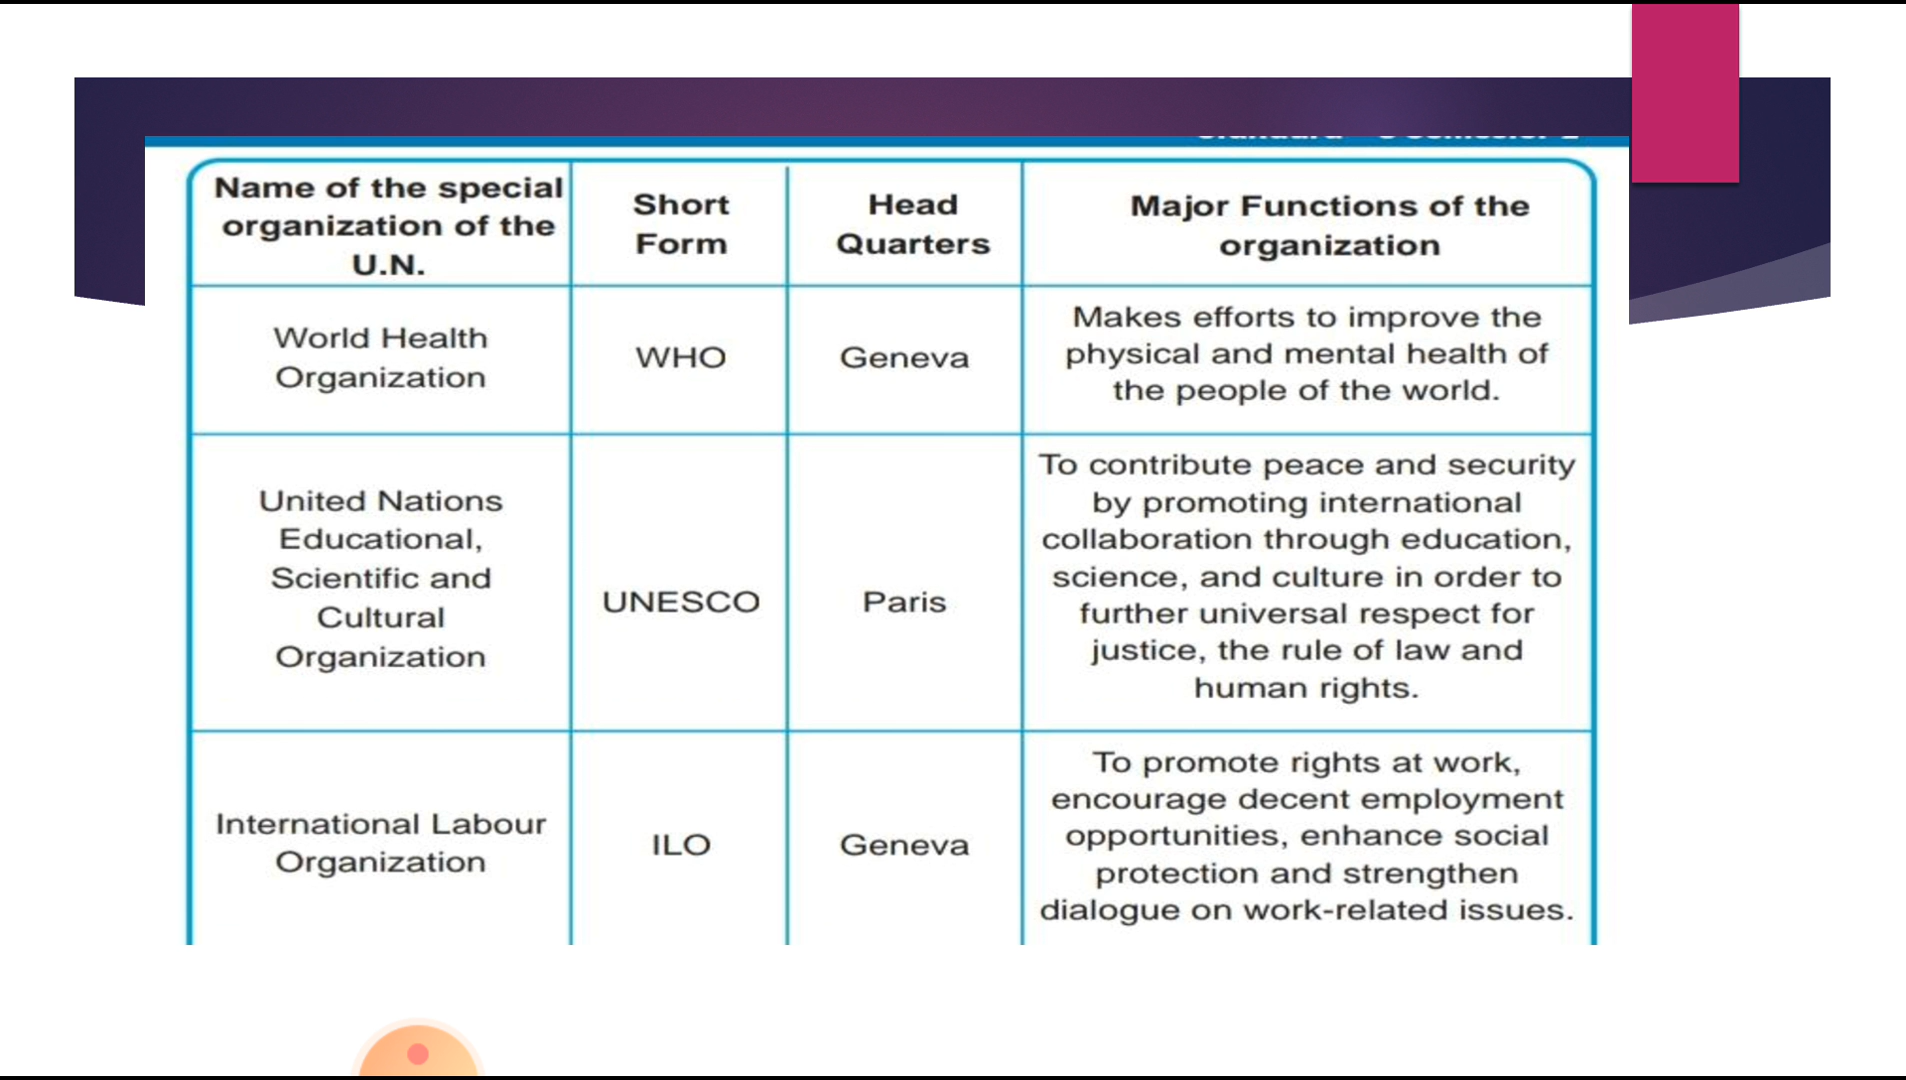 Name of the special
organization of the
U.N.
Short
Form
Head
Quarters
Major Functions of the
organization
World Health
Organization
WHO
Geneva
Makes efforts to improve the
physical and mental health of
the people of the world.
United Nations
Educational,
Scientific and
Cultural
Organization
UNESCO
Paris
To contribute peace and security
by promoting international
collaboration through education,
science, and culture in order to
further universal respect for
justice, the rule of law and
human rights.
International Labour
Organization
ILO
Geneva
To promote rights at work,
encourage decent employment
opportunities, enhance social
protection and strengthen
dialogue on work-related issues.